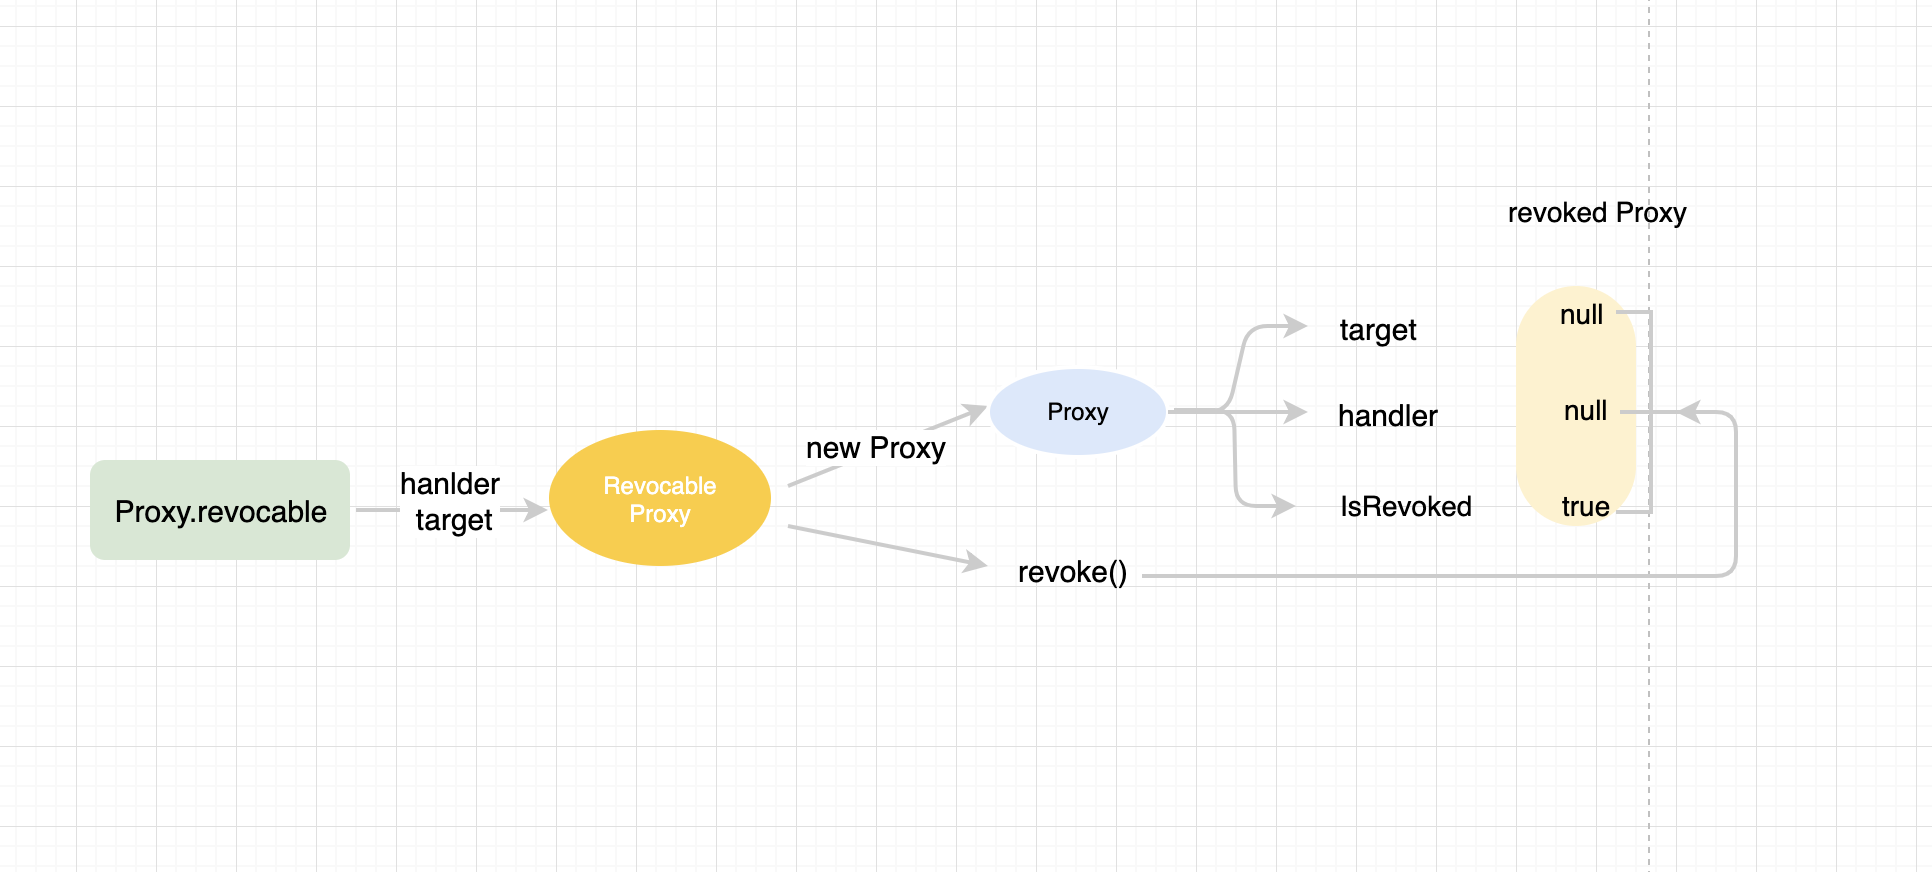 revoked Proxy
Proxy.revocable
hanlder
target
Revocable
Proxy
new Proxy
Proxy
revoke()
target
handler
IsRevoked
null
null
true